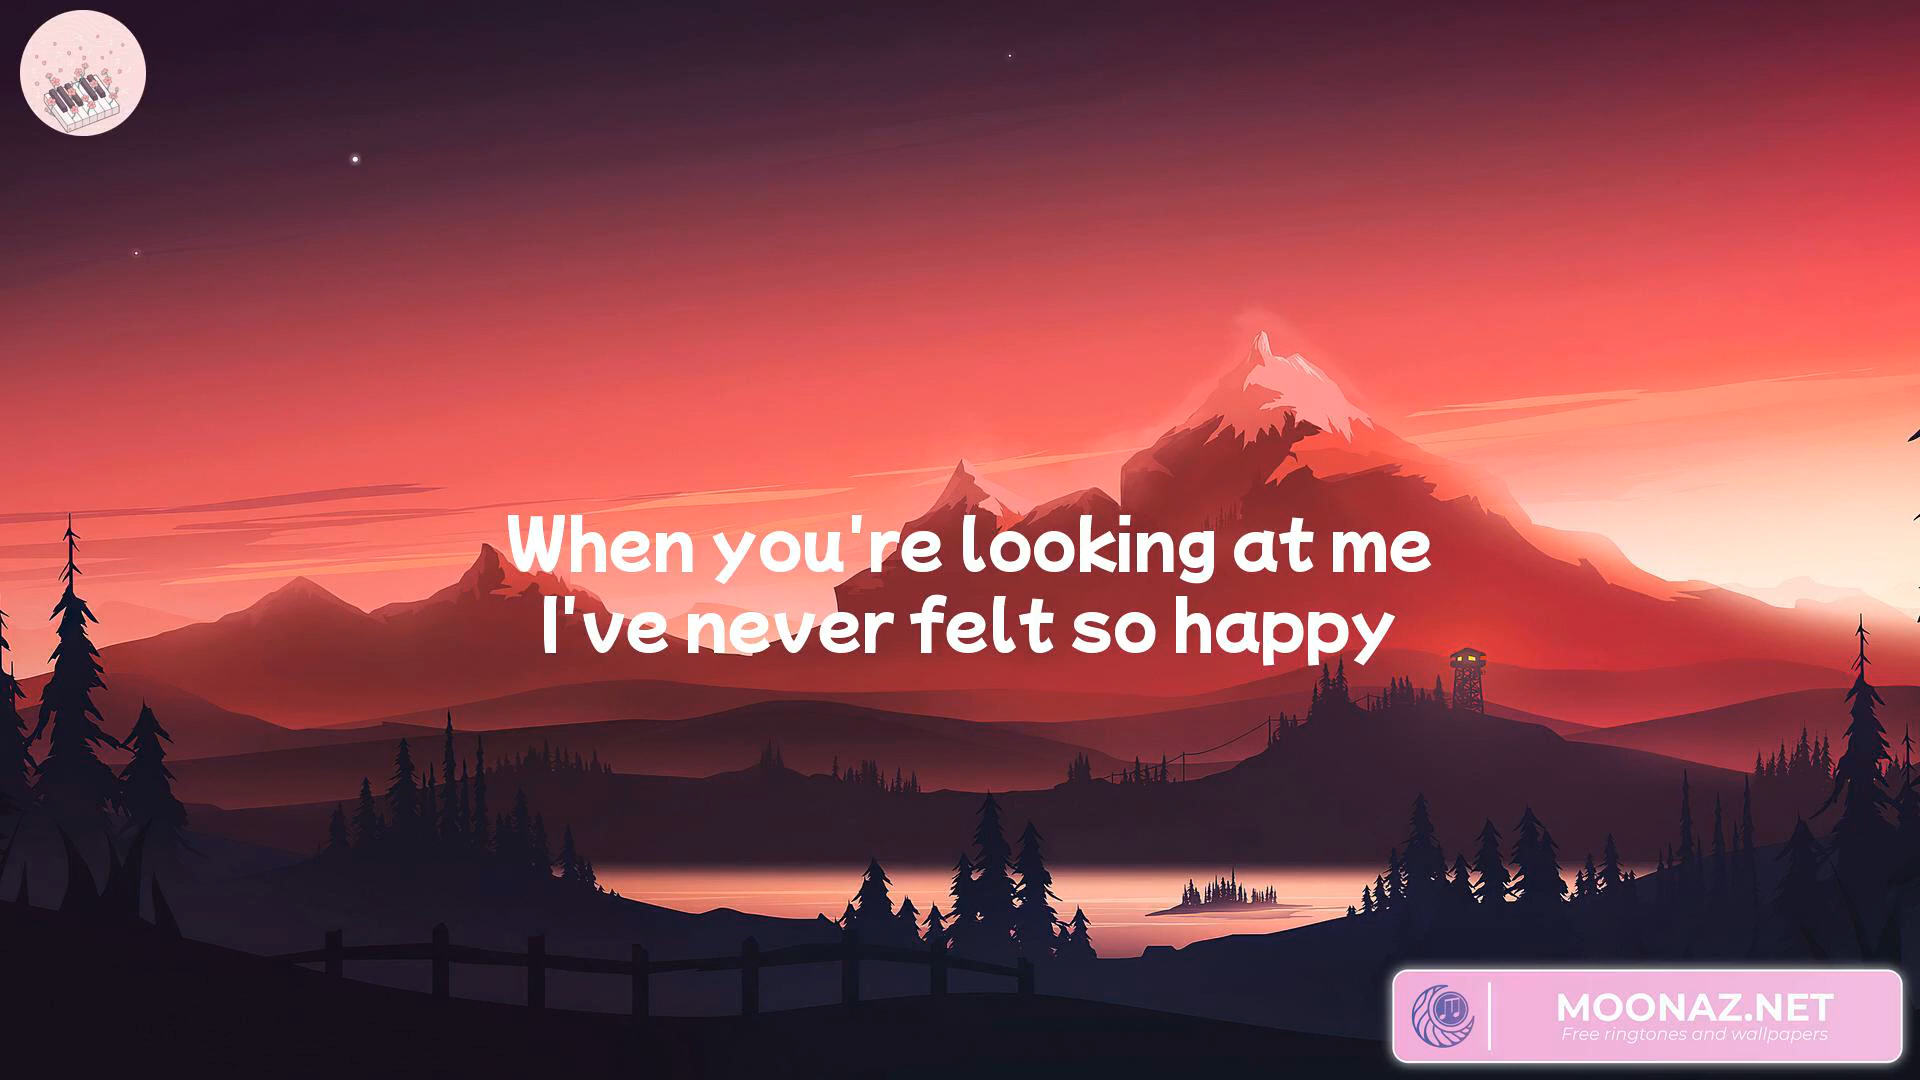 When you're looking at me
I've never felt so happy
MOONAZ.NET
Free ringtones and wallpapers